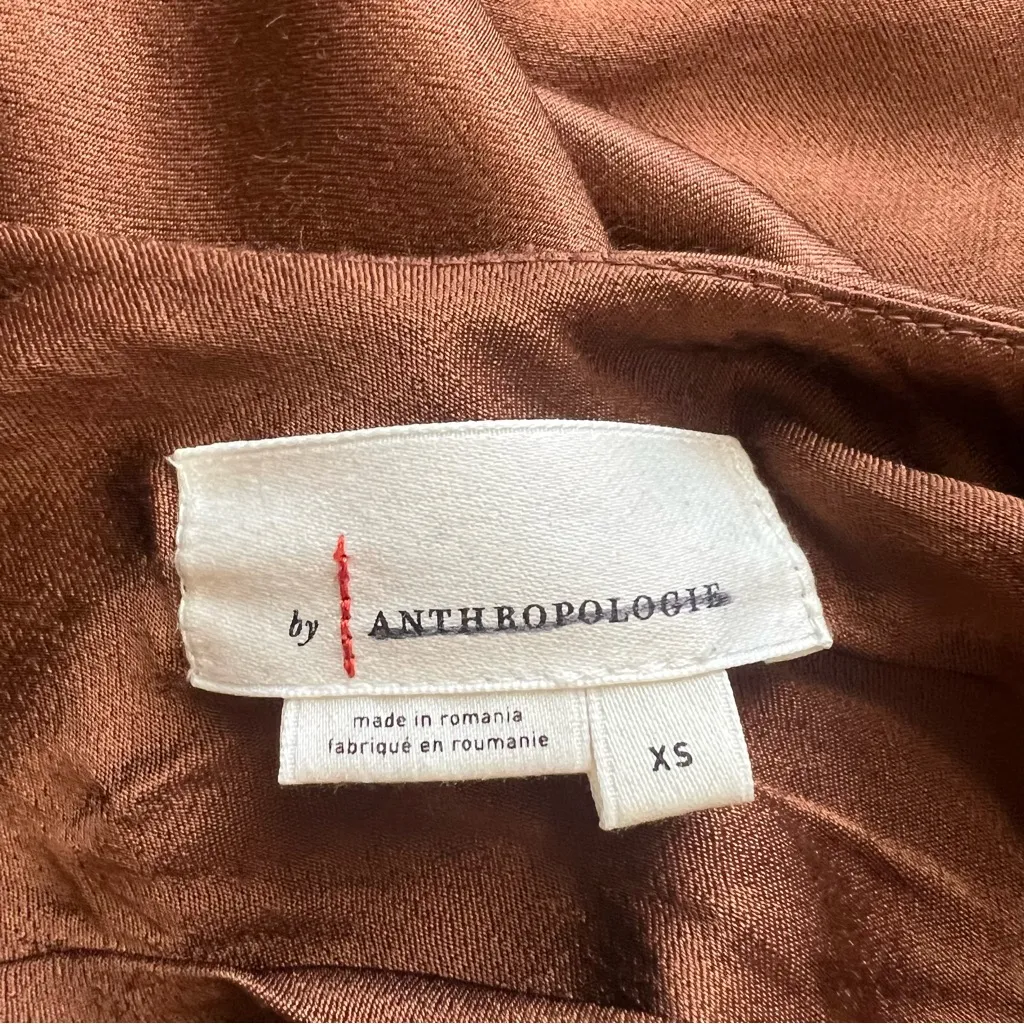 by ANTHROPOLOGIE
made in romania
fabriqué en roumanie
XS